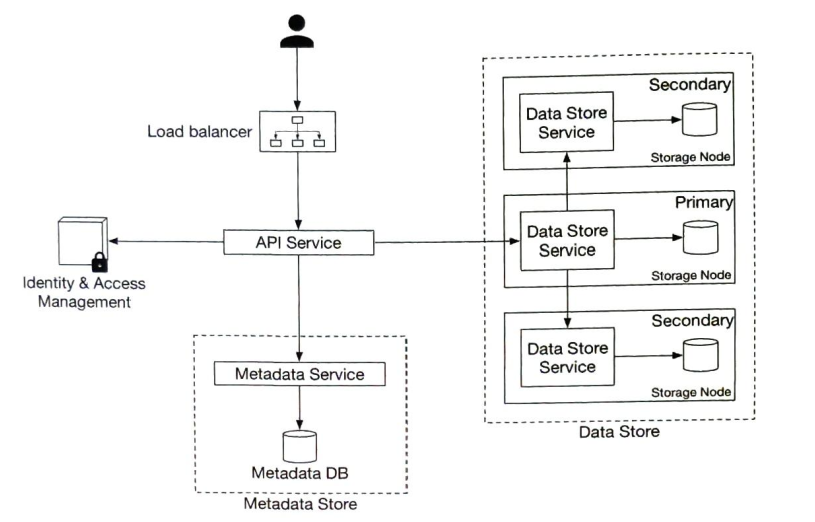 Load balancer
API Service
Identity & Access
Management
Metadata Service
Metadata DB
Metadata Store
Secondary
Data Store
Service
Storage Node
Primary
Data Store
Service
Storage Node
Secondary
Data Store
Service
Storage Node
Data Store